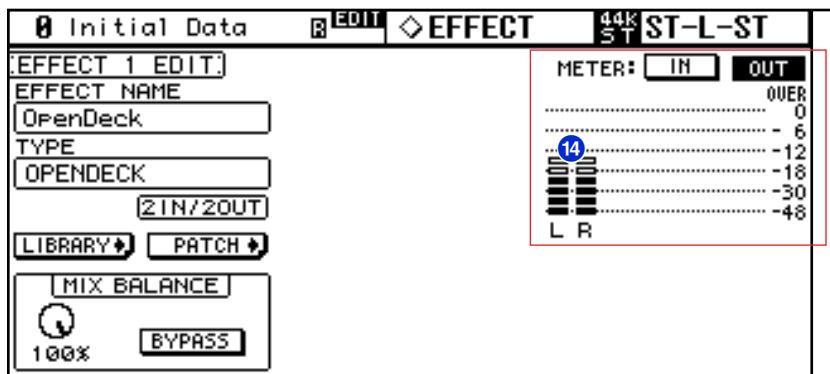 0 Initial Data R EDIT ◇EFFECT 44K ST ST-L-ST
EFFECT 1 EDIT
EFFECT NAME
OpenDeck
TYPE
OPENDECK
2IN/2OUT
LIBRARY PATCH
MIX BALANCE
100% BYPASS
METER: IN OUT
OVER
0
- 6
-12
14
-18
-30
-48
L R